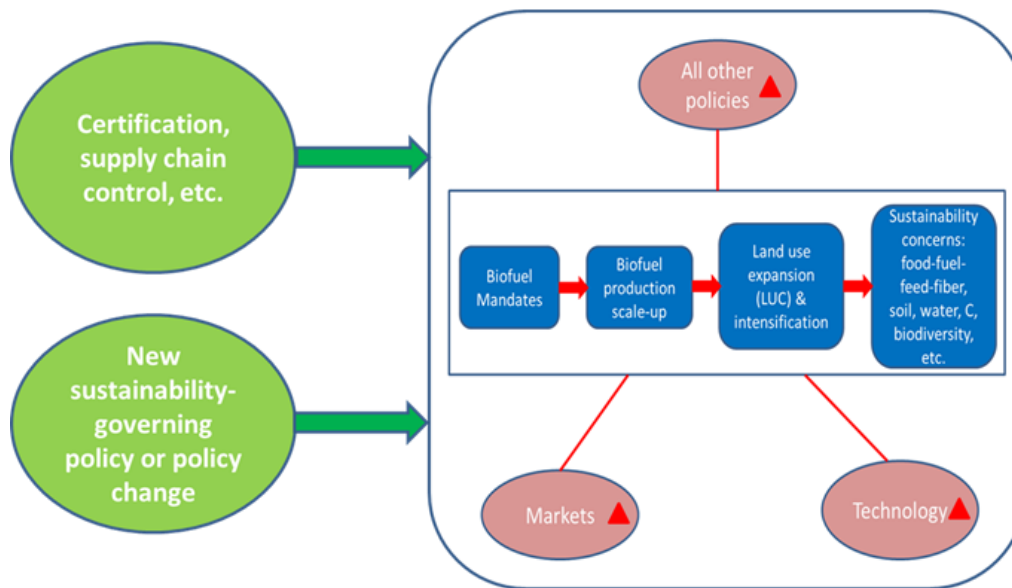 Certification,
supply chain
control, etc.
New
sustainability-
governing
policy or policy
change
All other
policies
Biofuel
Mandates
Biofuel
production
scale-up
Land use
expansion
(LUC) &
intensification
Sustainability
concerns:
food-fuel-
feed-fiber,
soil, water, C,
biodiversity,
etc.
Markets
Technology